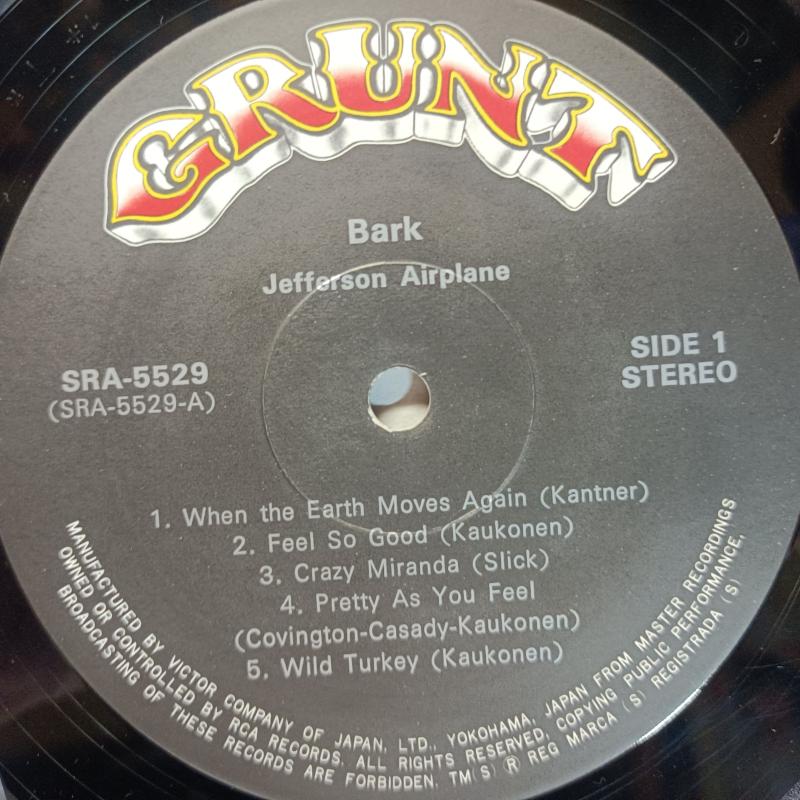 GRUNT
Bark
Jefferson Airplane
SRA-5529
(SRA-5529-A)
SIDE 1
STEREO
1. When the Earth Moves Again (Kantner)
2. Feel So Good (Kaukonen)
3. Crazy Miranda (Slick)
4. Pretty As You Feel
(Covington-Casady-Kaukonen)
5. Wild Turkey (Kaukonen)
MANUFACTURED BY VICTOR COMPANY OF JAPAN, LTD., YOKOHAMA, JAPAN FROM MASTER RECORDINGS
OWNED OR CONTROLLED BY RCA RECORDS. ALL RIGHTS RESERVED, COPYING PUBLIC PERFORMANCE,
BROADCASTING OF THESE RECORDS ARE FORBIDDEN. TM(S) ® REG MARCA (S) REGISTRADA (S)